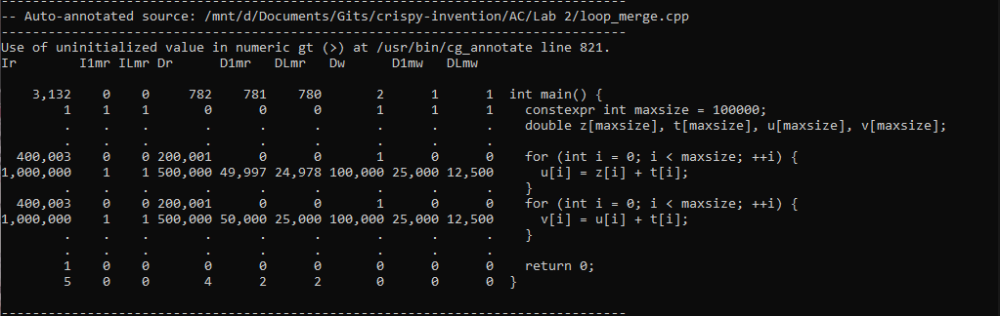 --------------------------------------------------------------------------------
-- Auto-annotated source: /mnt/d/Documents/Gits/crispy-invention/AC/Lab 2/loop_merge.cpp
--------------------------------------------------------------------------------
Use of uninitialized value in numeric gt (>) at /usr/bin/cg_annotate line 821.
Ir        I1mr ILmr Dr      D1mr   DLmr   Dw      D1mw   DLmw

    3,132    0    0     782    781    780       2      1      1  int main() {
        1    1    1       0      0      0       1      1      1    constexpr int maxsize = 100000;
        .    .    .       .      .      .       .      .      .    double z[maxsize], t[maxsize], u[maxsize], v[maxsize];
        .    .    .       .      .      .       .      .      .
  400,003    0    0 200,001      0      0       1      0      0    for (int i = 0; i < maxsize; ++i) {
1,000,000    1    1 500,000 49,997 24,978 100,000 25,000 12,500      u[i] = z[i] + t[i];
        .    .    .       .      .      .       .      .      .    }
  400,003    0    0 200,001      0      0       1      0      0    for (int i = 0; i < maxsize; ++i) {
1,000,000    1    1 500,000 50,000 25,000 100,000 25,000 12,500      v[i] = u[i] + t[i];
        .    .    .       .      .      .       .      .      .    }
        .    .    .       .      .      .       .      .      .
        1    0    0       0      0      0       0      0      0    return 0;
        5    0    0       4      2      2       0      0      0  }

--------------------------------------------------------------------------------